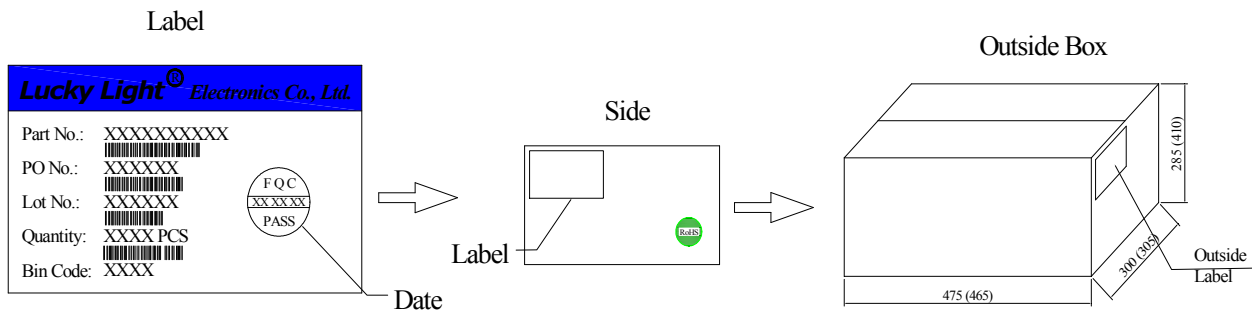 Label
Lucky Light® Electronics Co., Ltd.
Part No.: XXXXXXXXXX
PO No.: XXXXXX
Lot No.: XXXXXX
Quantity: XXXX PCS
Bin Code: XXXX
FQC
XX XX XX
PASS
Date
Side
RoHS
Label
Outside Box
285 (410)
300 (305)
475 (465)
Outside
Label